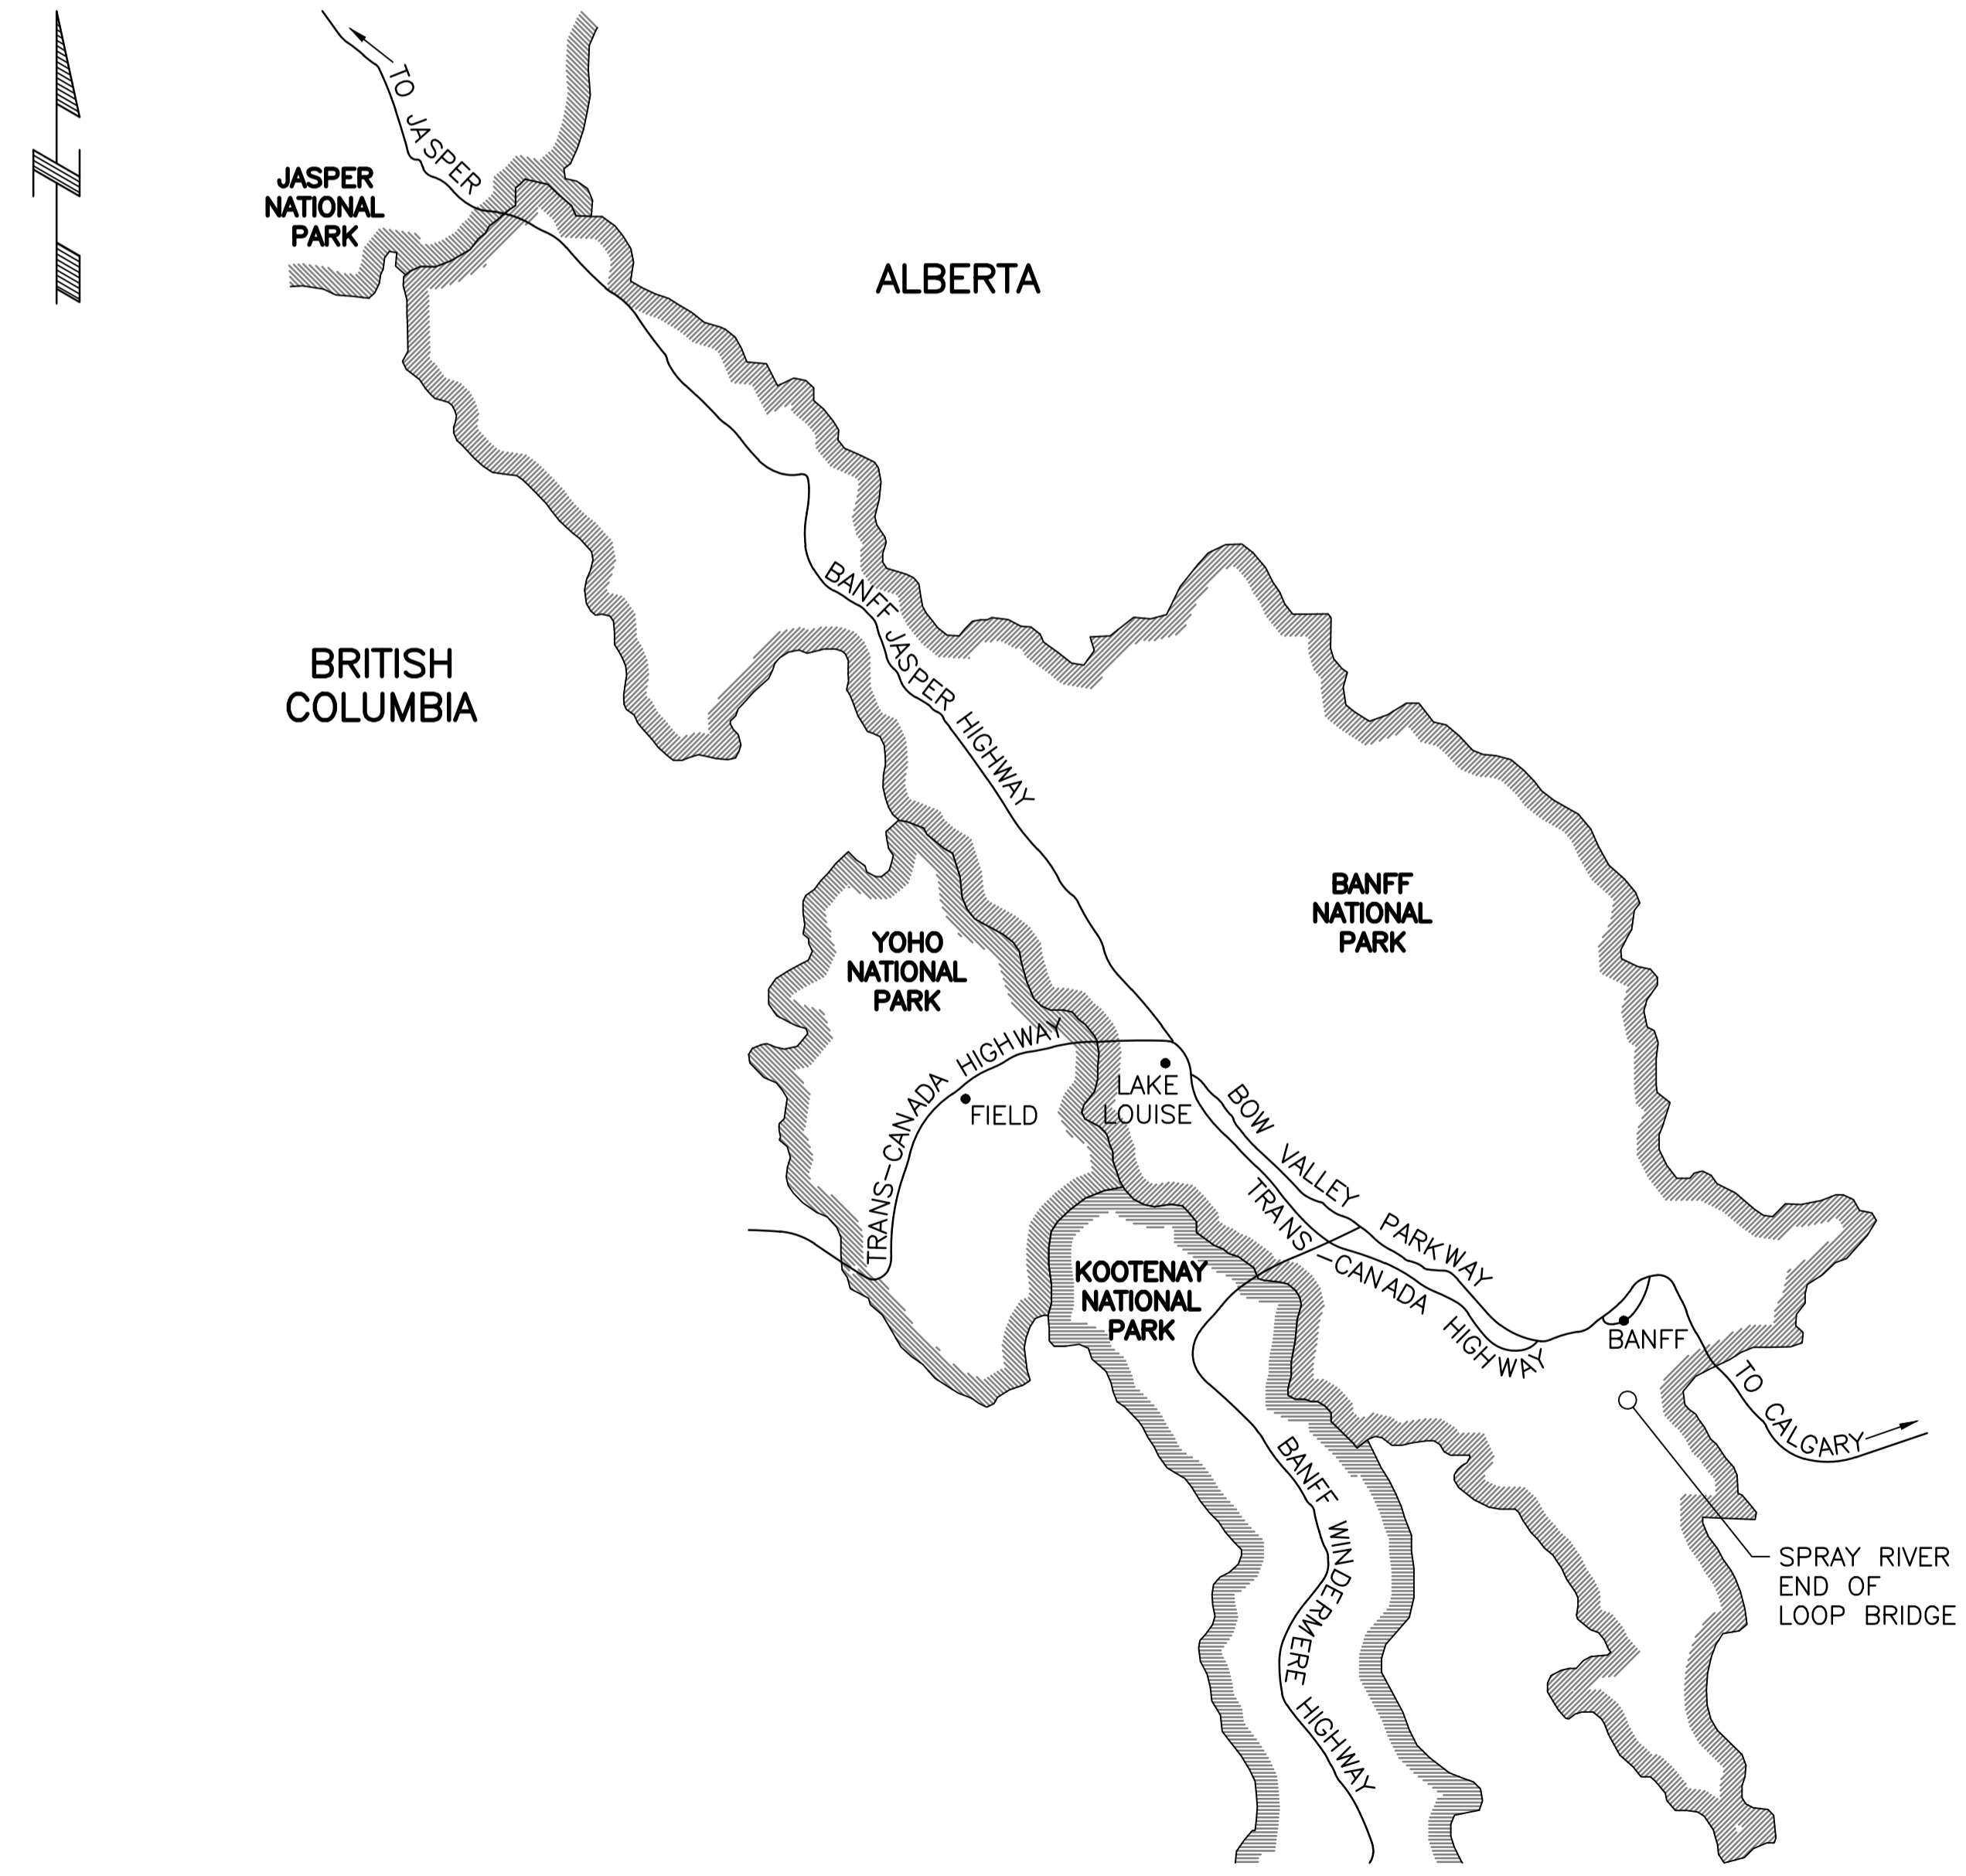 TO JASPER
JASPER
NATIONAL
PARK
ALBERTA
BRITISH
COLUMBIA
BANFF JASPER HIGHWAY
BANFF
NATIONAL
PARK
YOHO
NATIONAL
PARK
TRANS-CANADA HIGHWAY
FIELD
LAKE
LOUISE
BOW VALLEY PARKWAY
TRANS-CANADA HIGHWAY
KOOTENAY
NATIONAL
PARK
BANFF
TO CALGARY
BANFF WINDERMERE HIGHWAY
SPRAY RIVER
END OF
LOOP BRIDGE